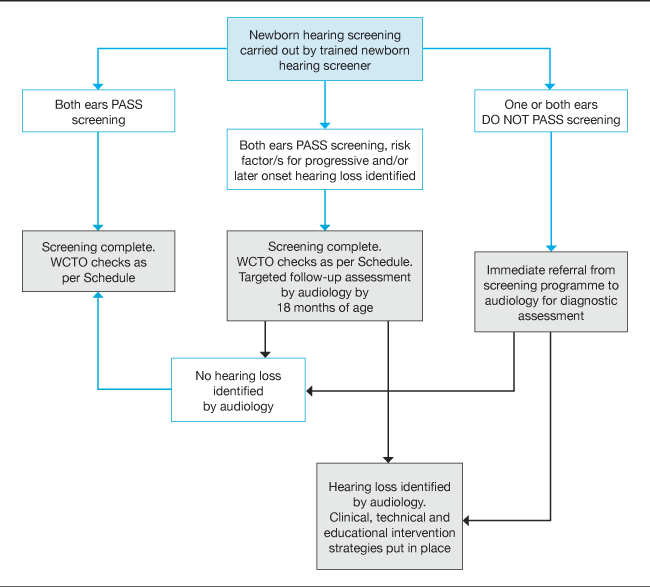 Newborn hearing screening
carried out by trained newborn
hearing screener
Both ears PASS
screening
Both ears PASS screening, risk
factor/s for progressive and/or
later onset hearing loss identified
One or both ears
DO NOT PASS screening
Screening complete.
WCTO checks as
per Schedule
Screening complete.
WCTO checks as per Schedule.
Targeted follow-up assessment
by audiology by
18 months of age
Immediate referral from
screening programme to
audiology for diagnostic
assessment
No hearing loss
identified
by audiology
Hearing loss identified
by audiology.
Clinical, technical and
educational intervention
strategies put in place